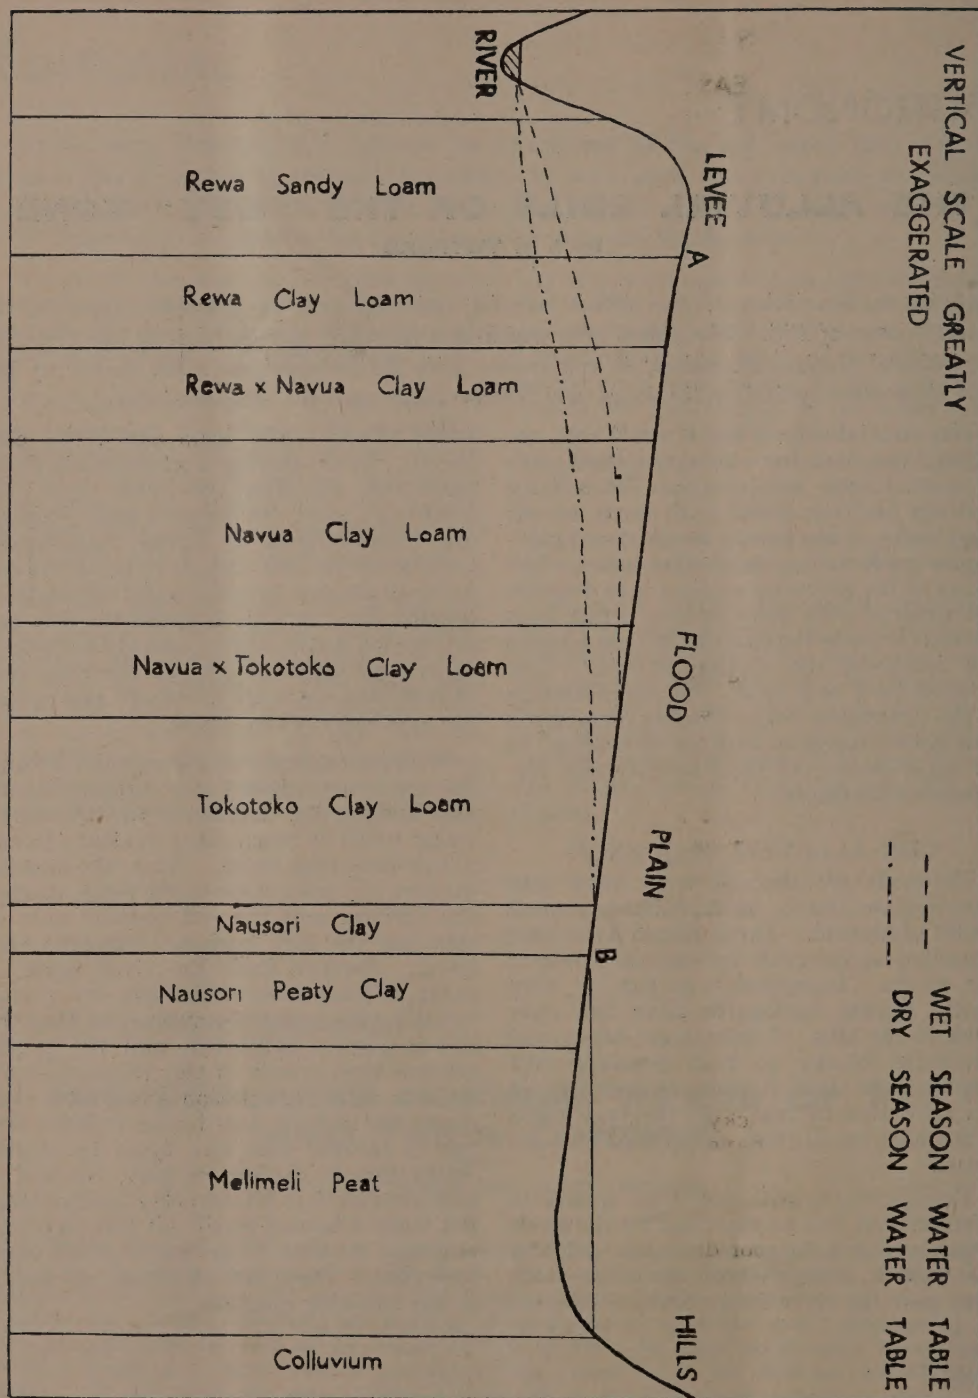 VERTICAL SCALE GREATLY
EXAGGERATED
RIVER
LEVEE
A
FLOOD
PLAIN
B
HILLS
WET SEASON WATER TABLE
DRY SEASON WATER TABLE
Rewa Sandy Loam
Rewa Clay Loam
Rewa x Navua Clay Loam
Navua Clay Loam
Navua x Tokotoko Clay Loam
Tokotoko Clay Loam
Nausori Clay
Nausori Peaty Clay
Melimeli Peat
Colluvium